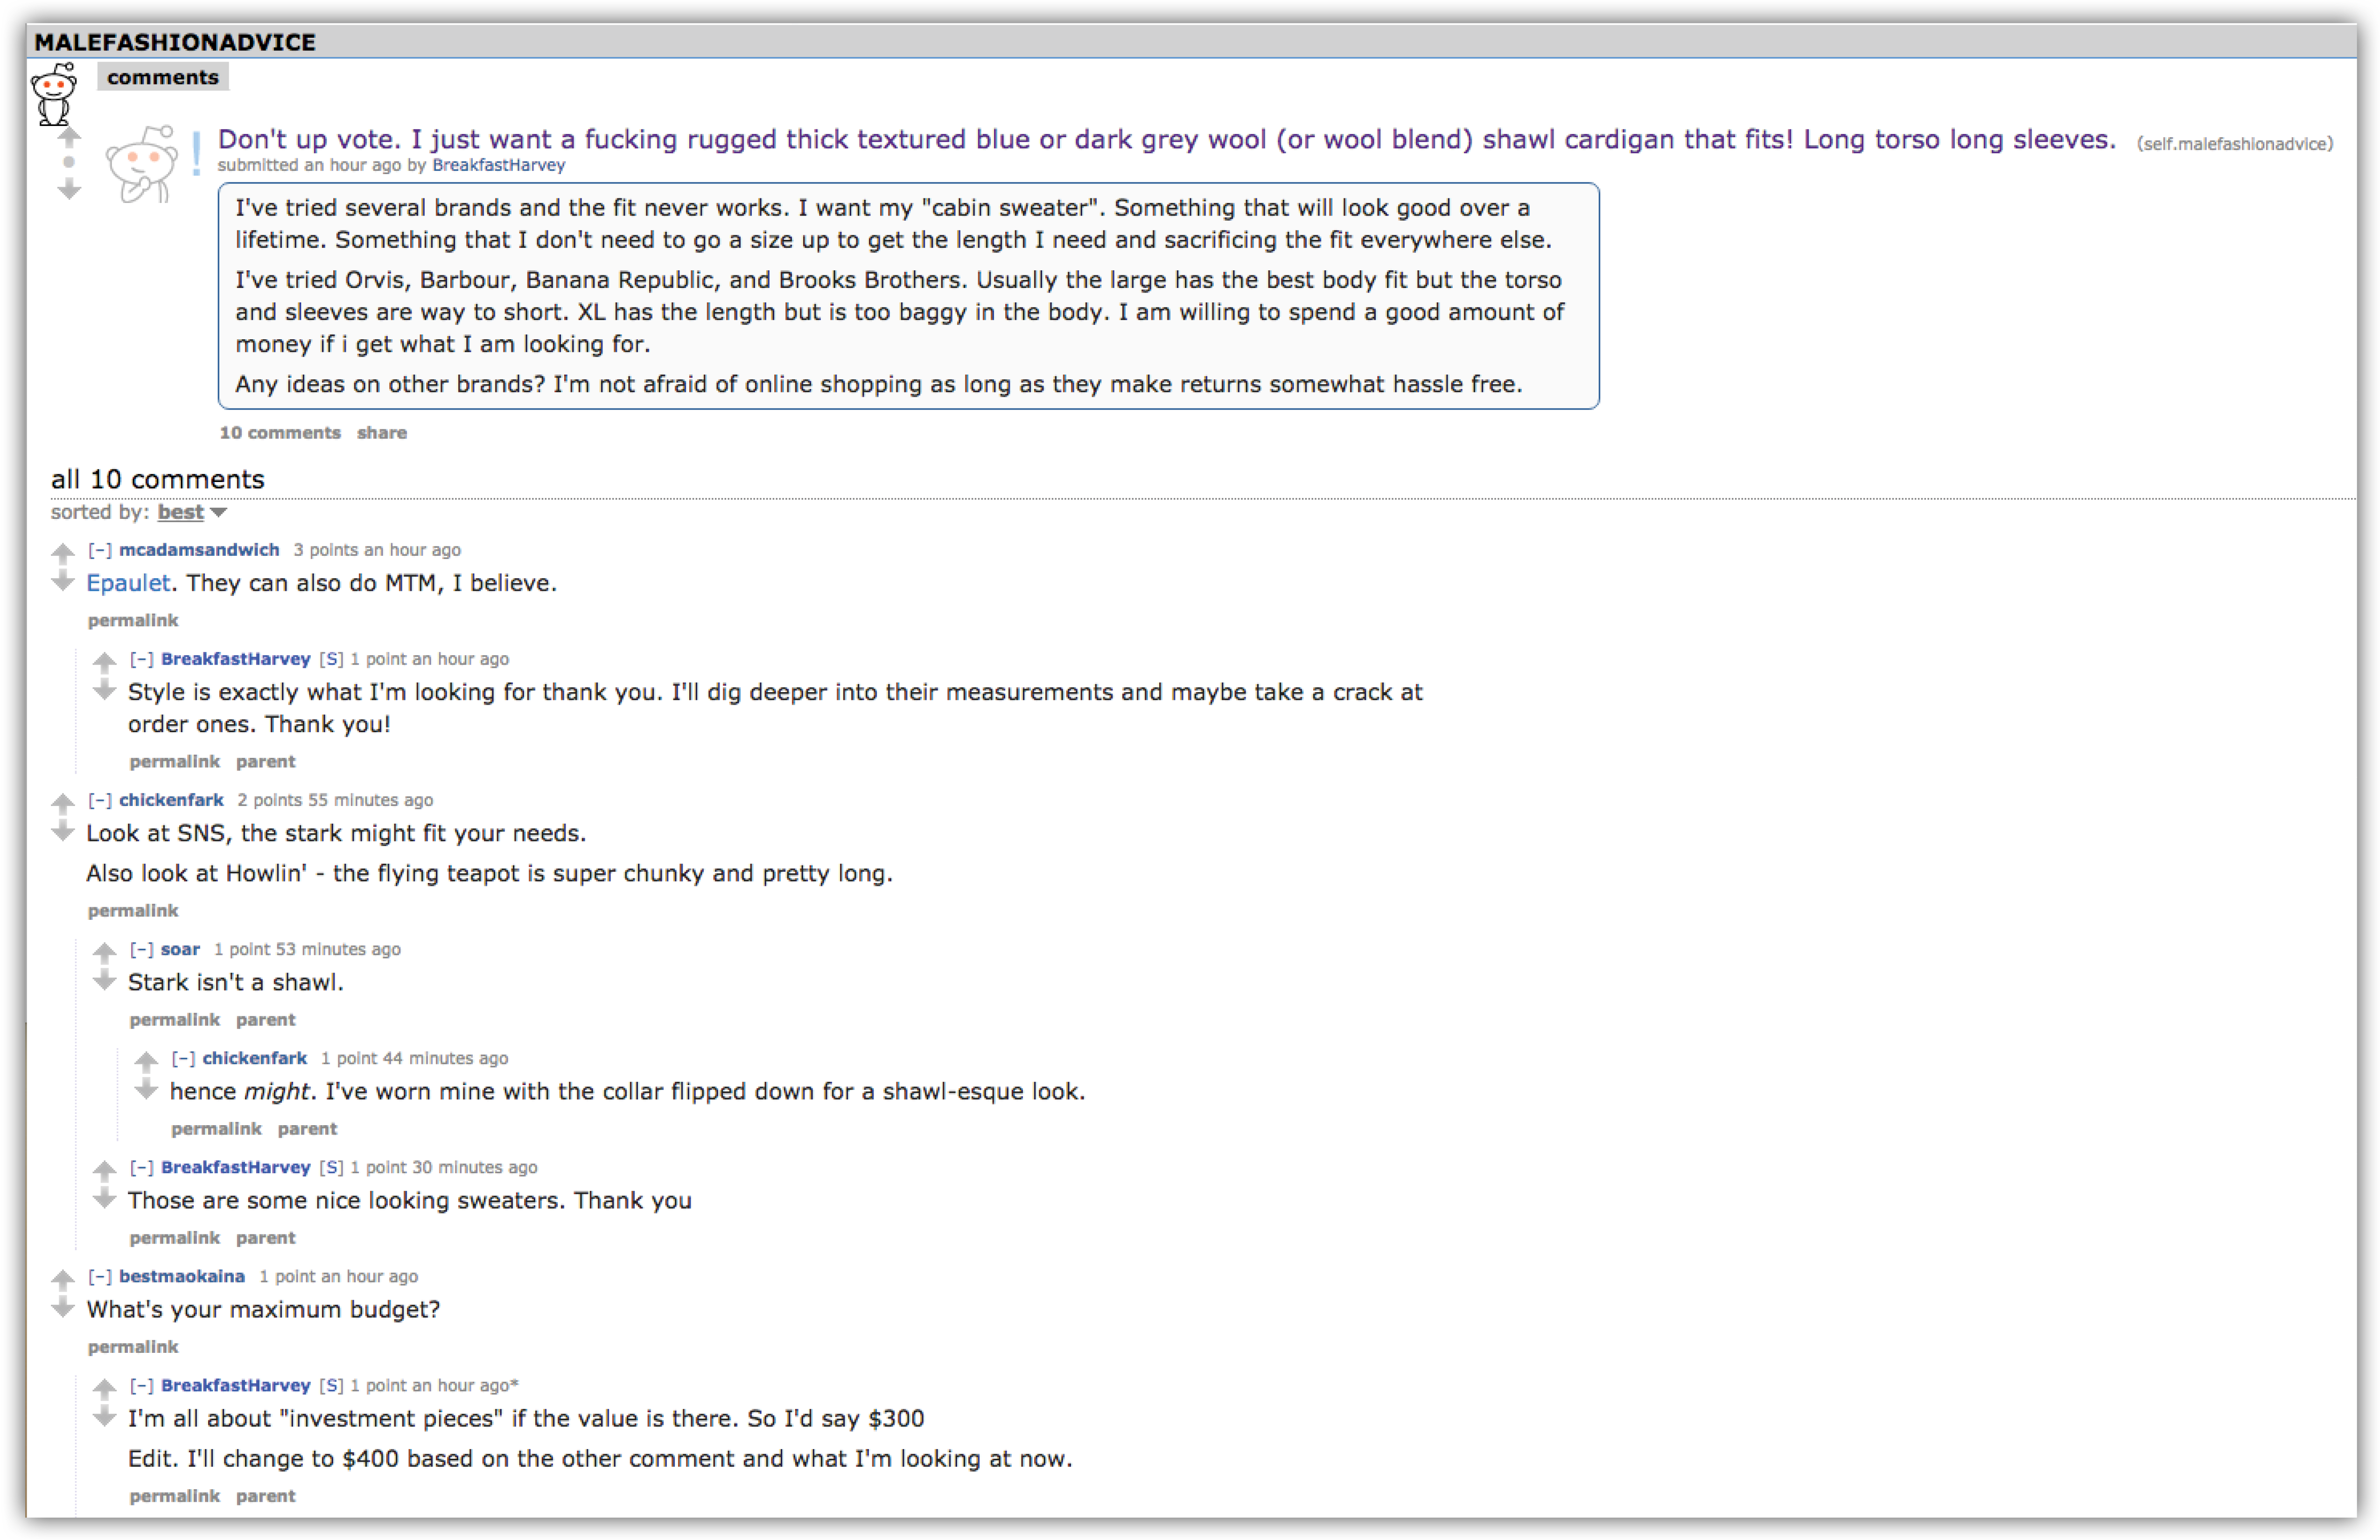 MALEFASHIONADVICE
comments
Don't up vote. I just want a fucking rugged thick textured blue or dark grey wool (or wool blend) shawl cardigan that fits! Long torso long sleeves. (self.malefashionadvice)
submitted an hour ago by BreakfastHarvey
I've tried several brands and the fit never works. I want my "cabin sweater". Something that will look good over a
lifetime. Something that I don't need to go a size up to get the length I need and sacrificing the fit everywhere else.
I've tried Orvis, Barbour, Banana Republic, and Brooks Brothers. Usually the large has the best body fit but the torso
and sleeves are way to short. XL has the length but is too baggy in the body. I am willing to spend a good amount of
money if i get what I am looking for.
Any ideas on other brands? I'm not afraid of online shopping as long as they make returns somewhat hassle free.
10 comments share
all 10 comments
sorted by: best
[-] mcadamsandwich 3 points an hour ago
Epaulet. They can also do MTM, I believe.
permalink
[-] BreakfastHarvey [S] 1 point an hour ago
Style is exactly what I'm looking for thank you. I'll dig deeper into their measurements and maybe take a crack at
order ones. Thank you!
permalink parent
[-] chickenfark 2 points 55 minutes ago
Look at SNS, the stark might fit your needs.
Also look at Howlin' - the flying teapot is super chunky and pretty long.
permalink
[-] soar 1 point 53 minutes ago
Stark isn't a shawl.
permalink parent
[-] chickenfark 1 point 44 minutes ago
hence might. I've worn mine with the collar flipped down for a shawl-esque look.
permalink parent
[-] BreakfastHarvey [S] 1 point 30 minutes ago
Those are some nice looking sweaters. Thank you
permalink parent
[-] bestmaokaina 1 point an hour ago
What's your maximum budget?
permalink
[-] BreakfastHarvey [S] 1 point an hour ago*
I'm all about "investment pieces" if the value is there. So I'd say $300
Edit. I'll change to $400 based on the other comment and what I'm looking at now.
permalink parent